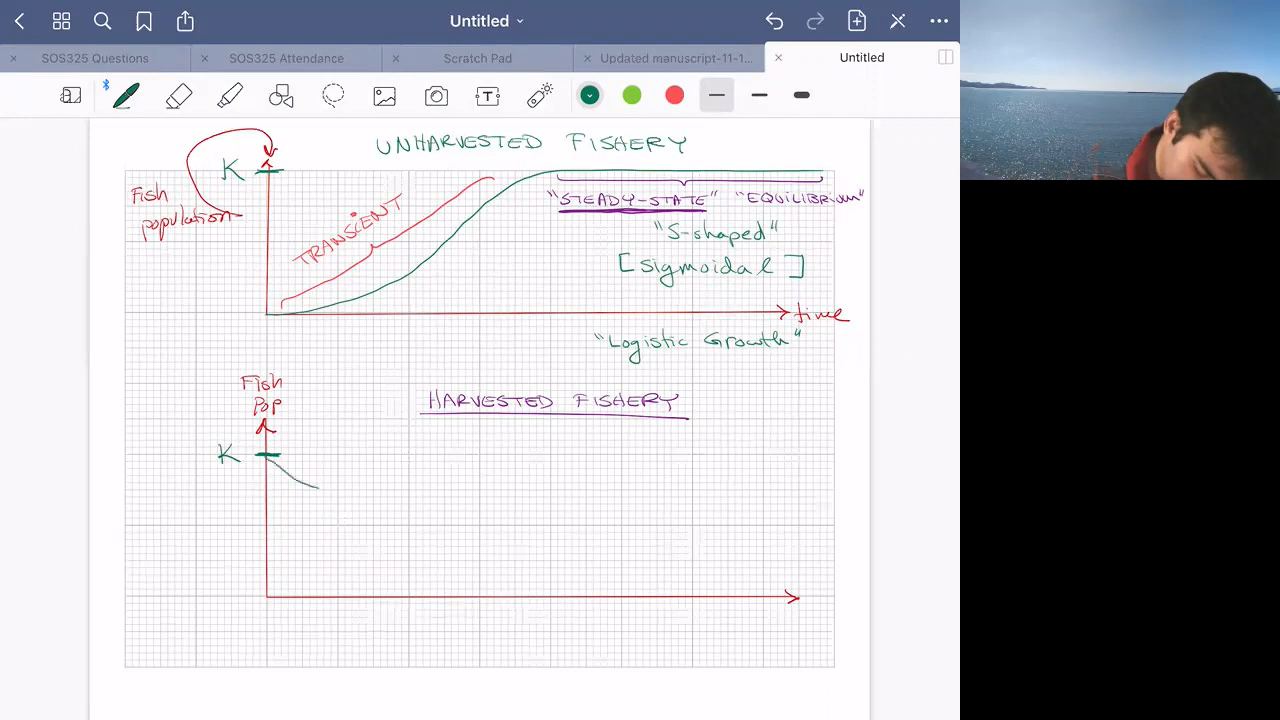 Untitled
SOS325 Questions
SOS325 Attendance
Scratch Pad
Updated manuscript-11-1...
Untitled
UNHARVESTED FISHERY
K
Fish
population
TRANSIENT
"STEADY-STATE" "EQUILIBRIUM"
"S-shaped"
[sigmoidal]
time
"Logistic Growth"
Fish
Pop
HARVESTED FISHERY
K